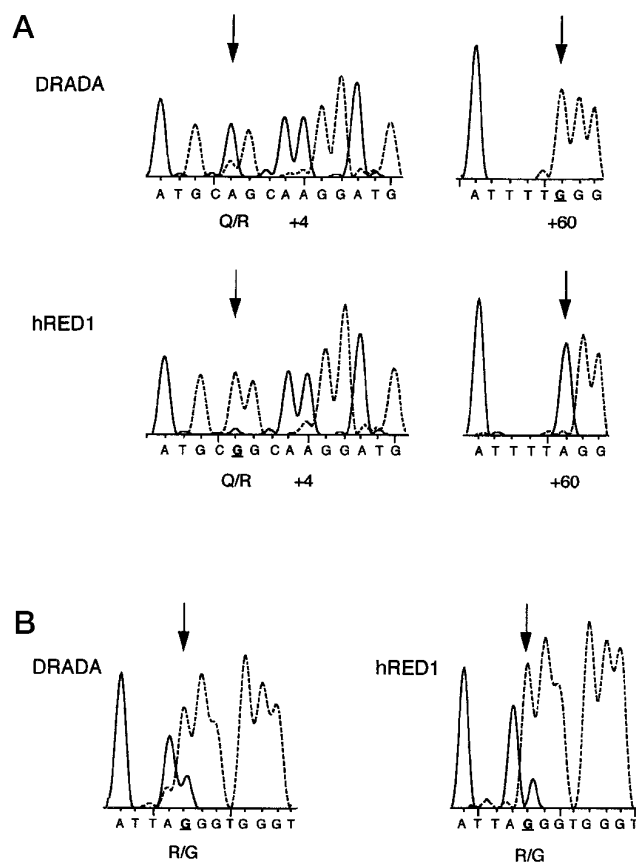 A
DRADA
A T G C A G C A A G G A T G
Q/R +4
A T T T T G G G
+60
hRED1
A T G C G G C A A G G A T G
Q/R +4
A T T T T A G G
+60
B
DRADA
A T T A G G G T G G G T
R/G
hRED1
A T T A G G G T G G G T
R/G